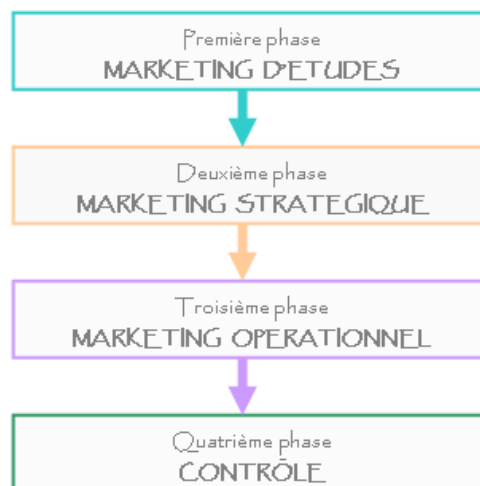 Première phase
MARKETING D'ETUDES
Deuxième phase
MARKETING STRATEGIQUE
Troisième phase
MARKETING OPERATIONNEL
Quatrième phase
CONTRÔLE